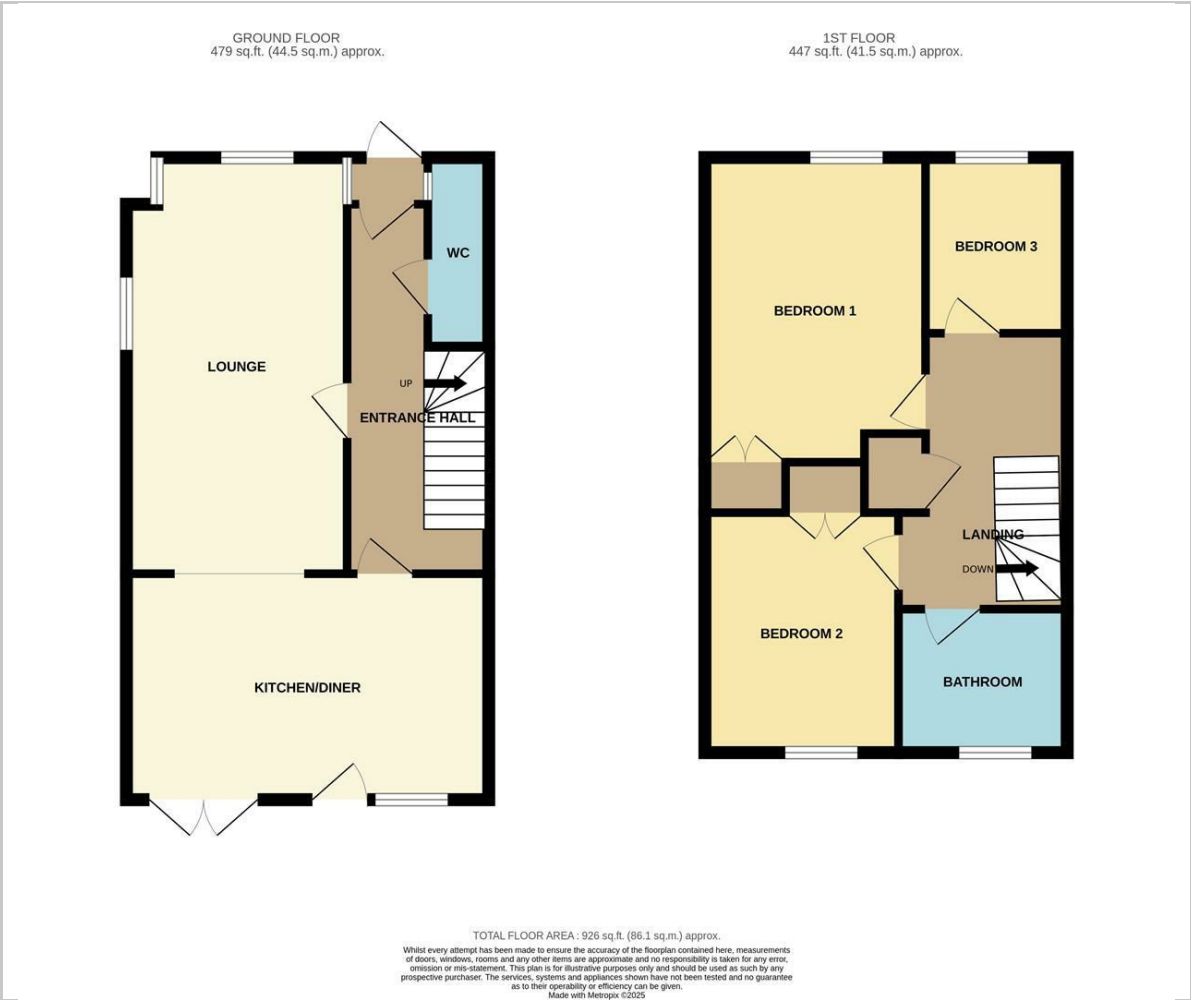 GROUND FLOOR
479 sq.ft. (44.5 sq.m.) approx.
1ST FLOOR
447 sq.ft. (41.5 sq.m.) approx.
WC
LOUNGE
UP
ENTRANCE HALL
KITCHEN/DINER
BEDROOM 3
BEDROOM 1
LANDING
DOWN
BEDROOM 2
BATHROOM
TOTAL FLOOR AREA : 926 sq.ft. (86.1 sq.m.) approx.
Whilst every attempt has been made to ensure the accuracy of the floorplan contained here, measurements
of doors, windows, rooms and any other items are approximate and no responsibility is taken for any error,
omission or mis-statement. This plan is for illustrative purposes only and should be used as such by any
prospective purchaser. The services, systems and appliances shown have not been tested and no guarantee
as to their operability or efficiency can be given.
Made with Metropix ©2025